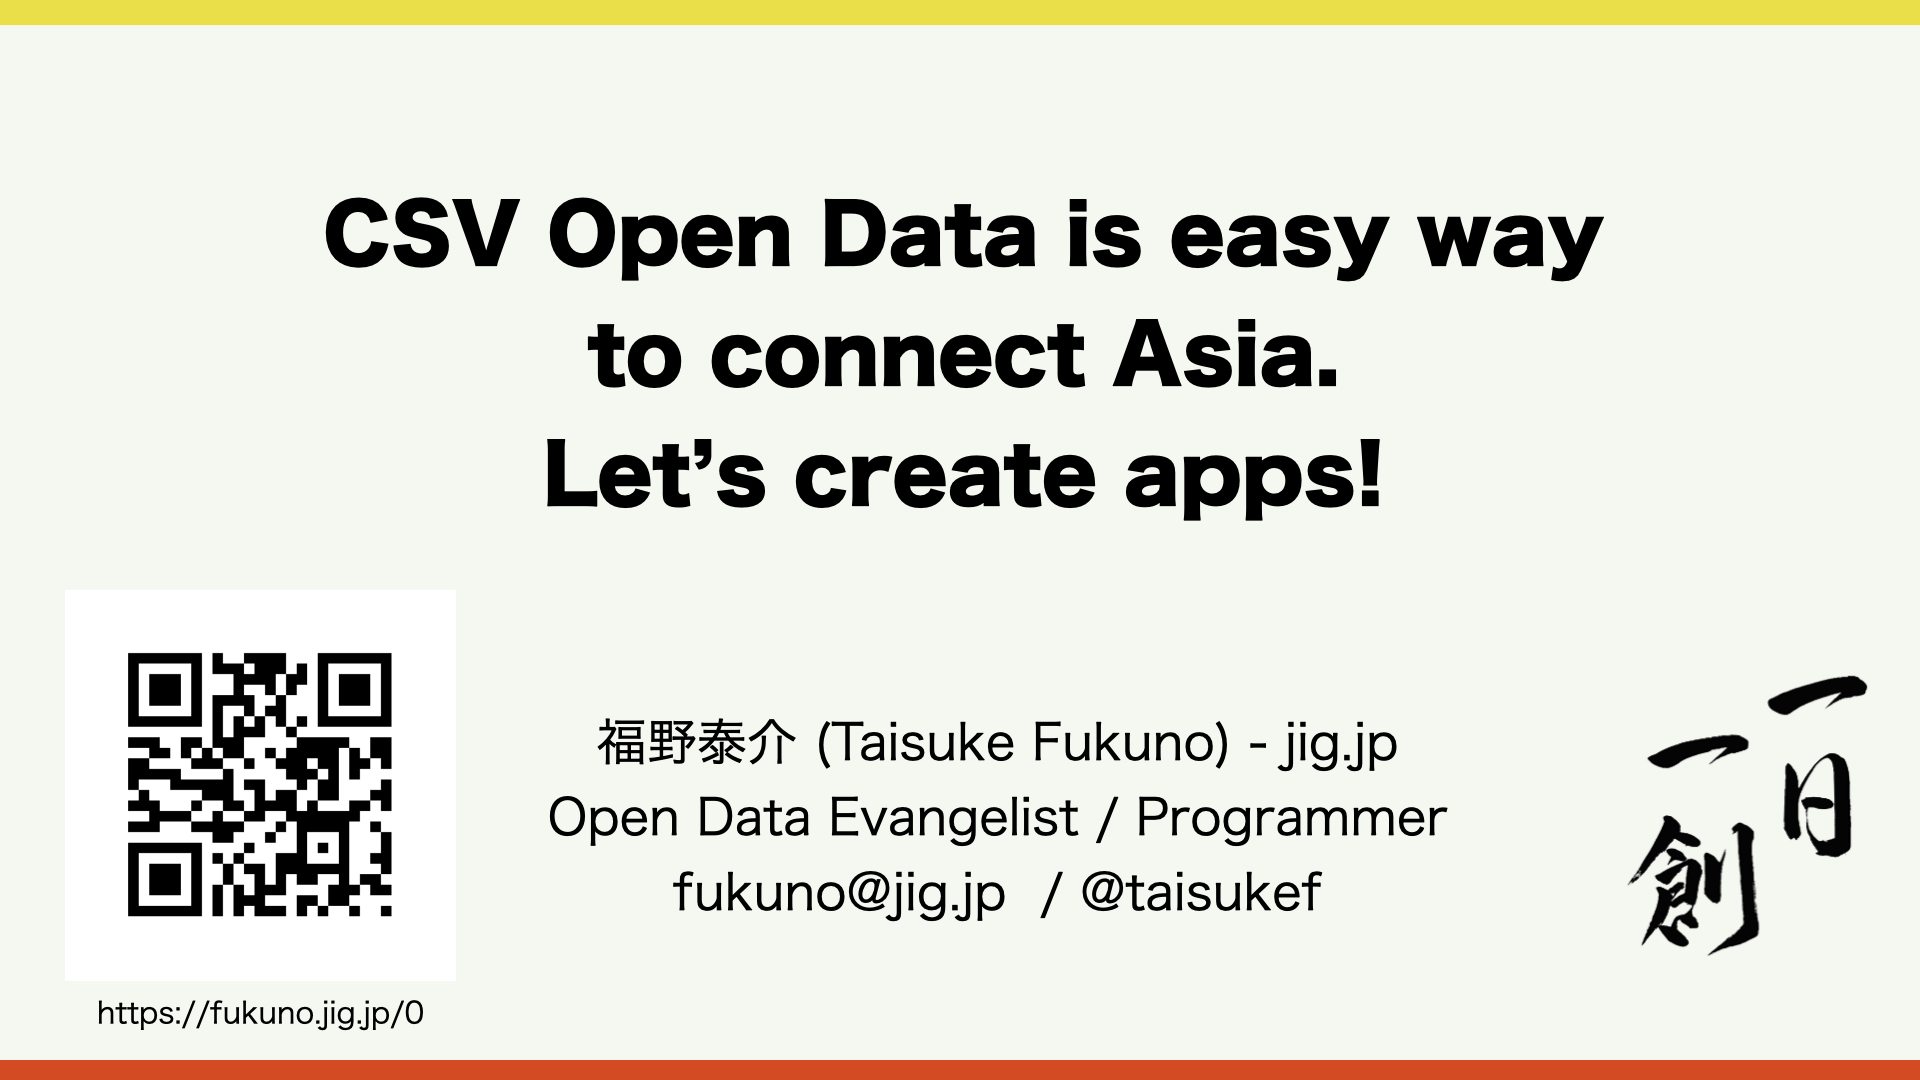 CSV Open Data is easy way
to connect Asia.
Let’s create apps!
福野泰介 (Taisuke Fukuno) - jig.jp
Open Data Evangelist / Programmer
fukuno@jig.jp / @taisukef
https://fukuno.jig.jp/0
一日
一創